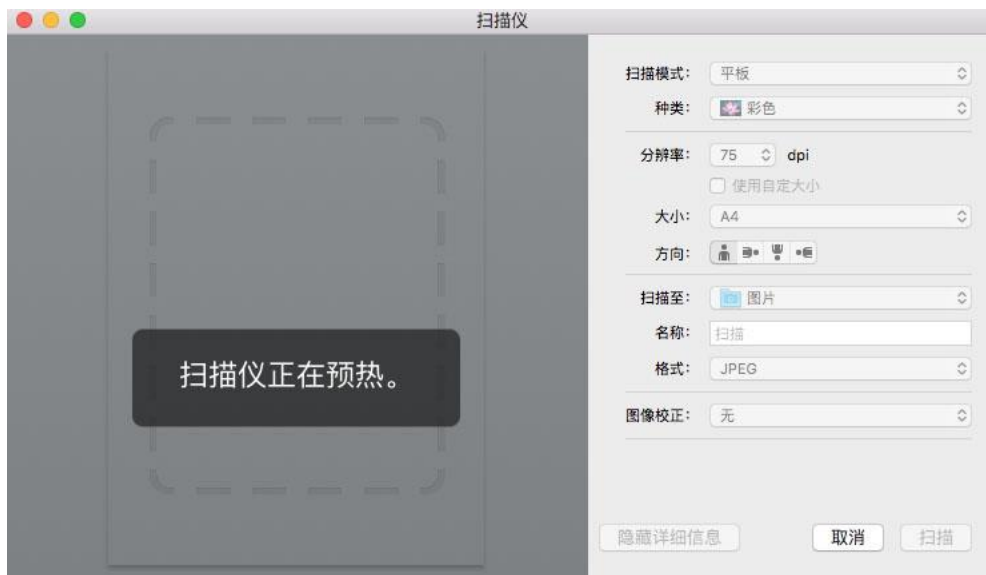 扫描仪
扫描模式： 平板
种类： 彩色
分辨率： 75 dpi
使用自定大小
大小： A4
方向：
扫描至： 图片
名称： 扫描
扫描仪正在预热。
格式： JPEG
图像校正： 无
隐藏详细信息 取消 扫描